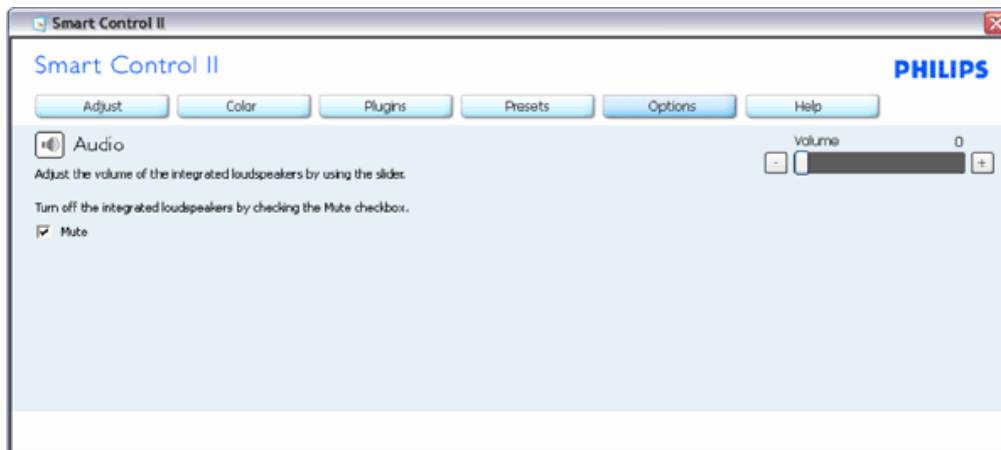 Smart Control II
Smart Control II
PHILIPS
Adjust Color Plugins Presets Options Help
Audio
Volume 0
- +
Adjust the volume of the integrated loudspeakers by using the slider.
Turn off the integrated loudspeakers by checking the Mute checkbox.
Mute